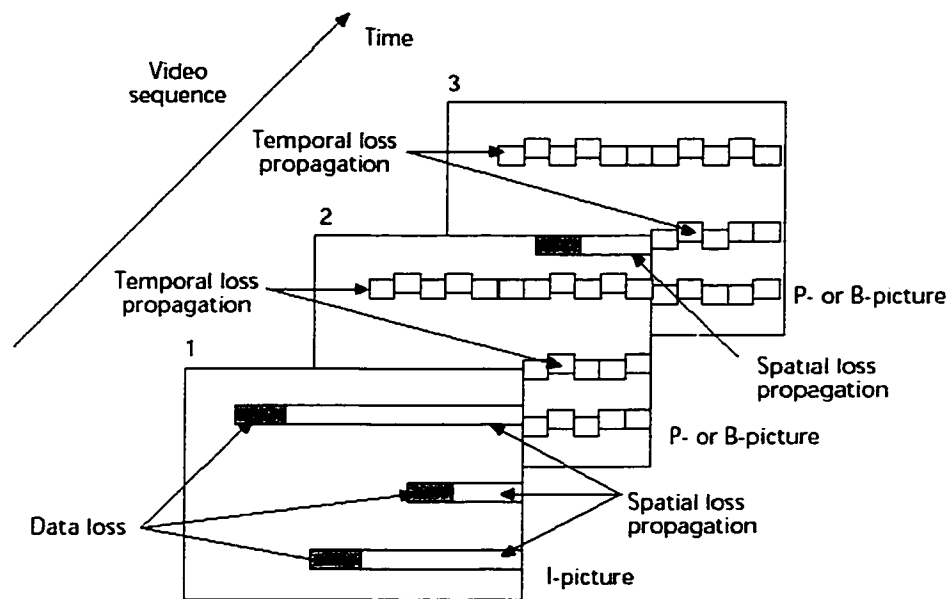 Time
Video
sequence
3
Temporal loss
propagation
2
Temporal loss
propagation
P- or B-picture
1
Spatial loss
propagation
P- or B-picture
Data loss
Spatial loss
propagation
I-picture